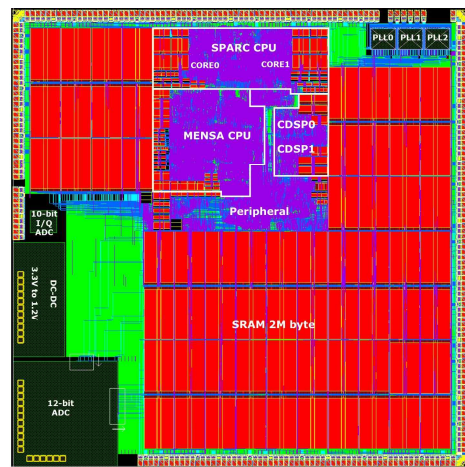 SPARC CPU
CORE0
CORE1
PLL0
PLL1
PLL2
MENSA CPU
CDSP0
CDSP1
Peripheral
10-bit
I/Q
ADC
DC-DC
3.3V to 1.2V
SRAM 2M byte
12-bit
ADC